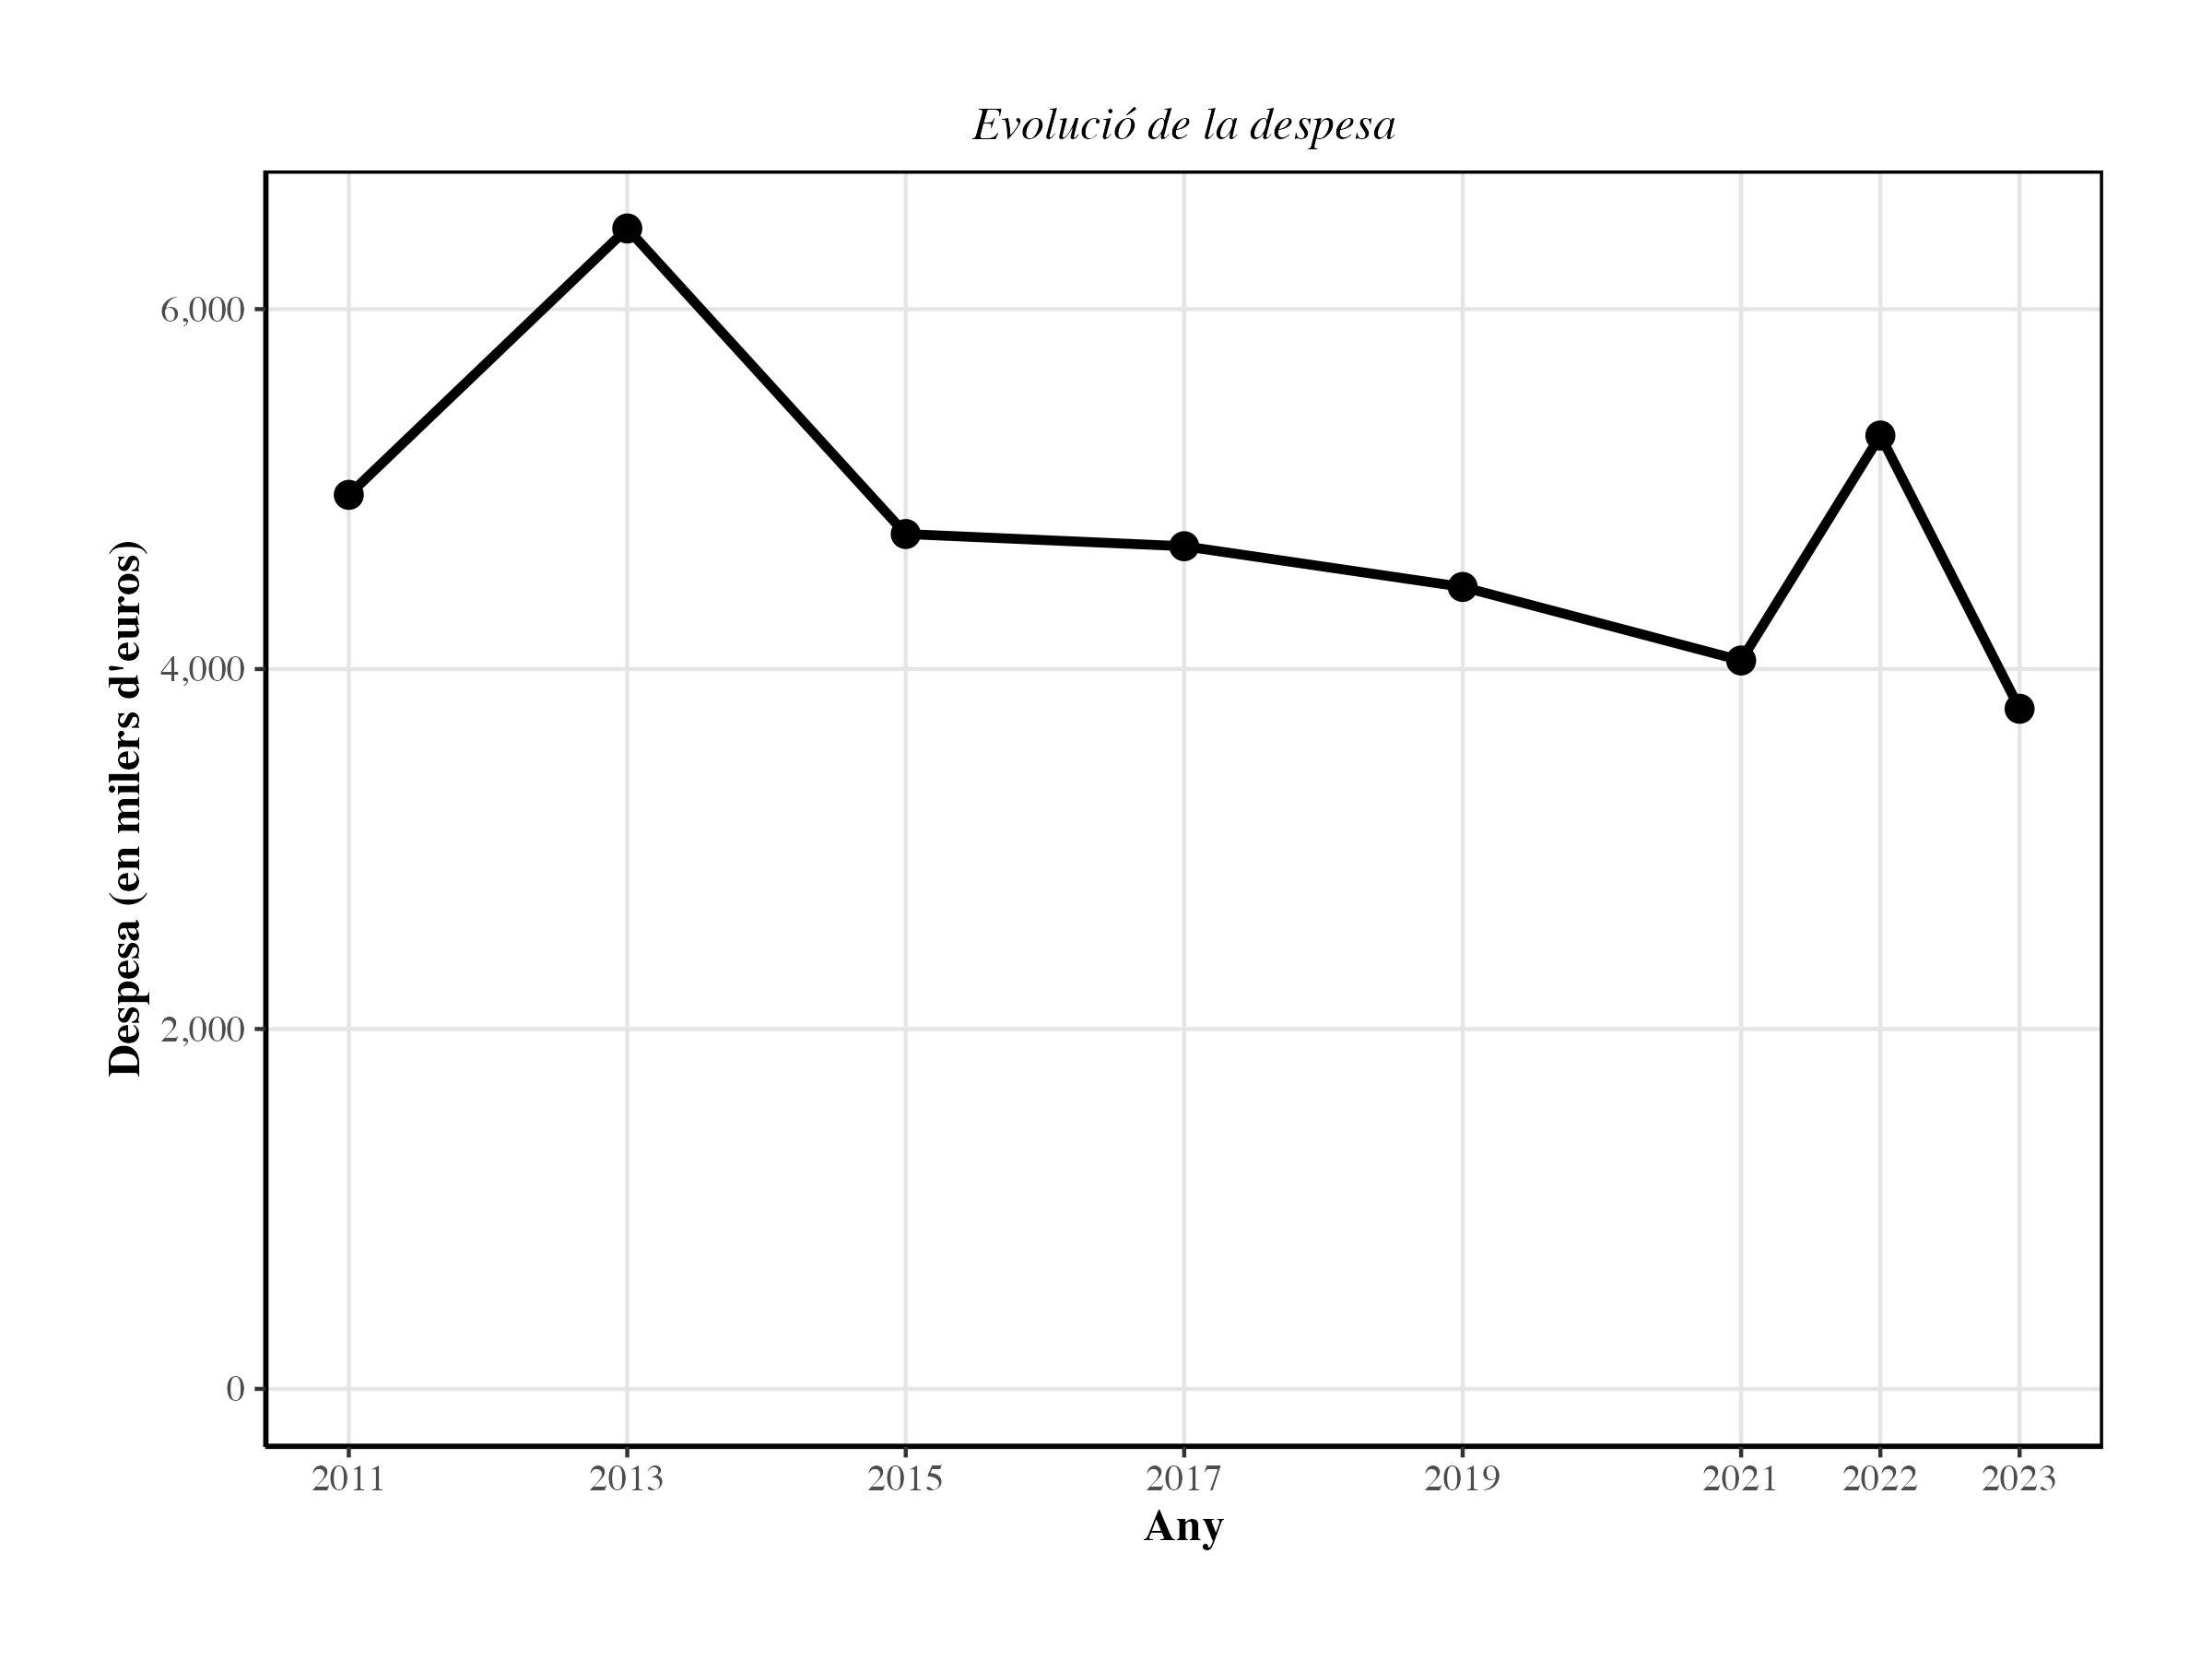 Evolució de la despesa
Despesa (en milers d'euros)
6,000
4,000
2,000
0
2011 2013 2015 2017 2019 2021 2022 2023
Any